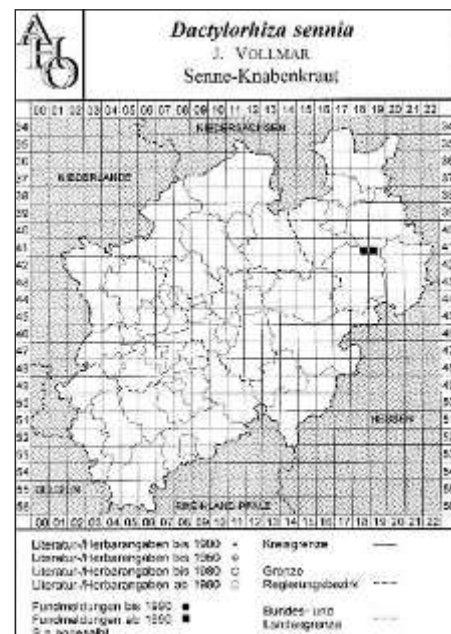 AHO
Dactylorhiza sennia
J. VOLLMAR
Senne-Knabenkraut
00 01 02 03 04 05 06 07 08 09 10 11 12 13 14 15 16 17 18 19 20 21 22
NIEDERSACHSEN
NIEDERLANDE
HESSEN
BELGIEN
RHEINLAND-PFALZ
00 01 02 03 04 05 06 07 08 09 10 11 12 13 14 15 16 17 18 19 20 21 22
Literatur-/Herbarangaben bis 1900
Literatur-/Herbarangaben bis 1950
Literatur-/Herbarangaben bis 1980
Literatur-/Herbarangaben ab 1980
Fundmeldungen bis 1990
Fundmeldungen ab 1990
Kreisgrenze
Grenze
Regierungsbezirk
Bundes- und
Landesgrenze